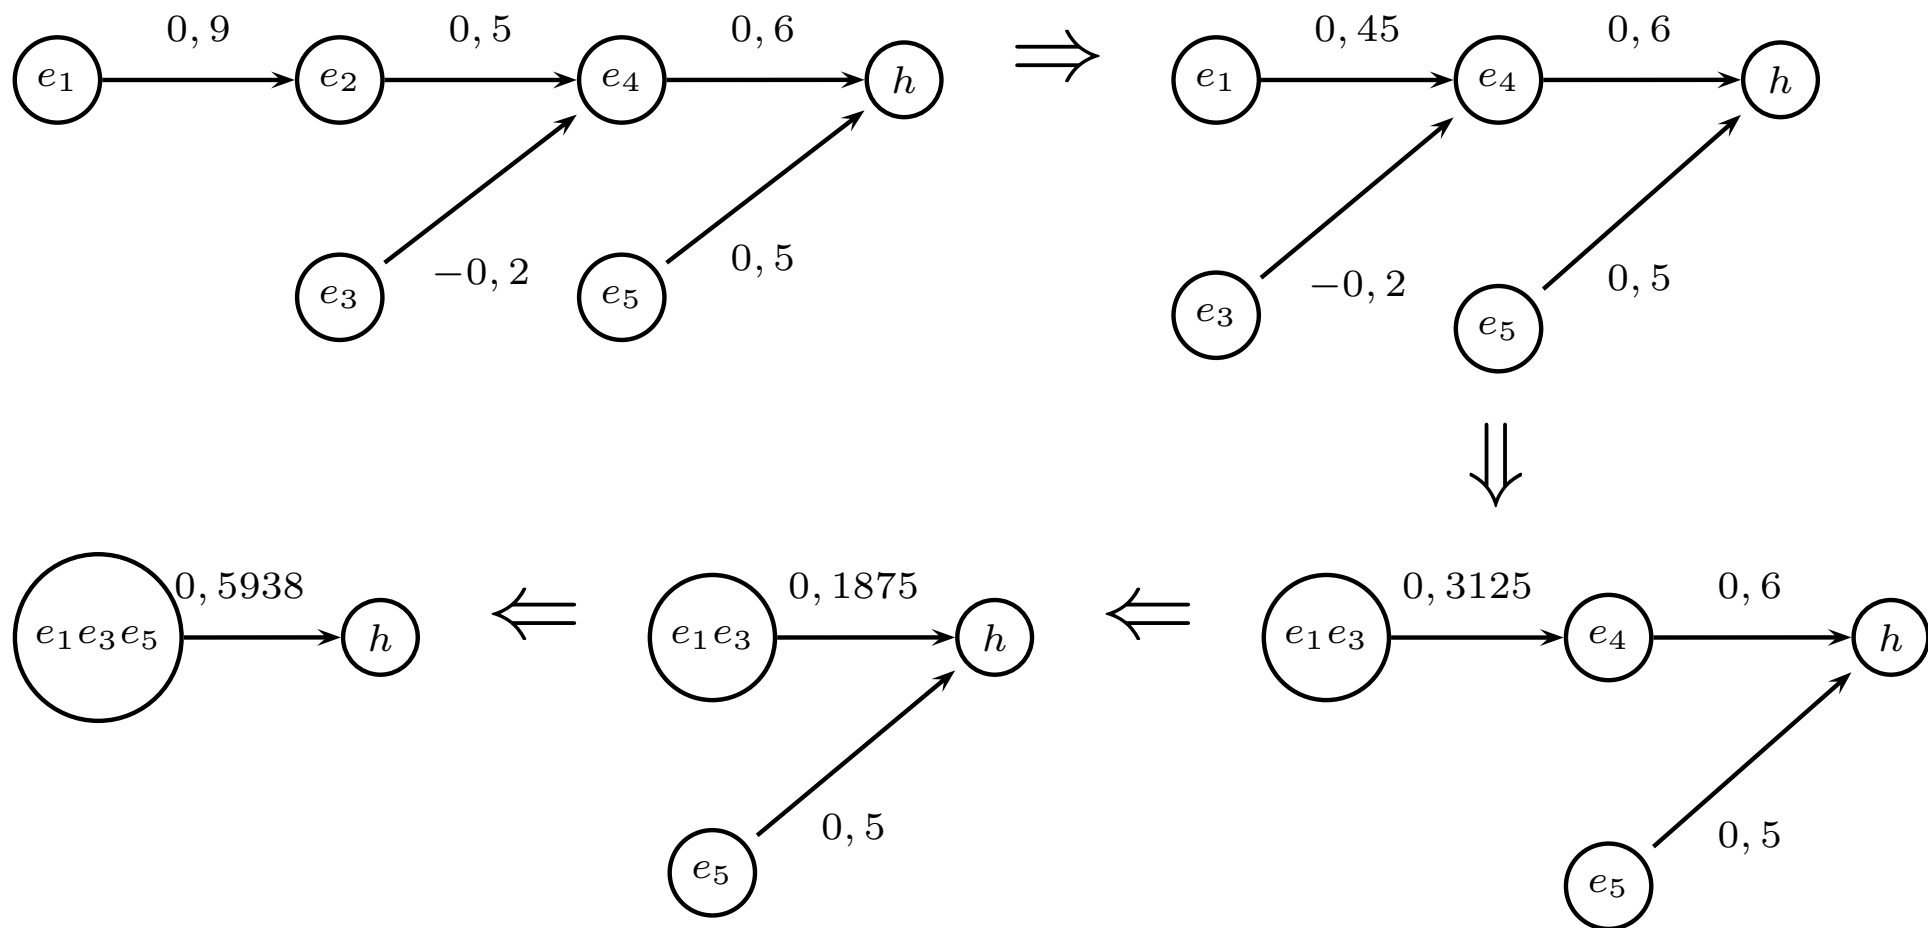 0, 9 0, 5 0, 6
e₁ e₂ e₄ h
e₃ −0, 2 e₅ 0, 5
⇒
0, 45 0, 6
e₁ e₄ h
e₃ −0, 2 e₅ 0, 5
⇓
0, 3125 0, 6
e₁e₃ e₄ h
e₅ 0, 5
⇐
0, 1875
e₁e₃ h
e₅ 0, 5
⇐
0, 5938
e₁e₃e₅ h